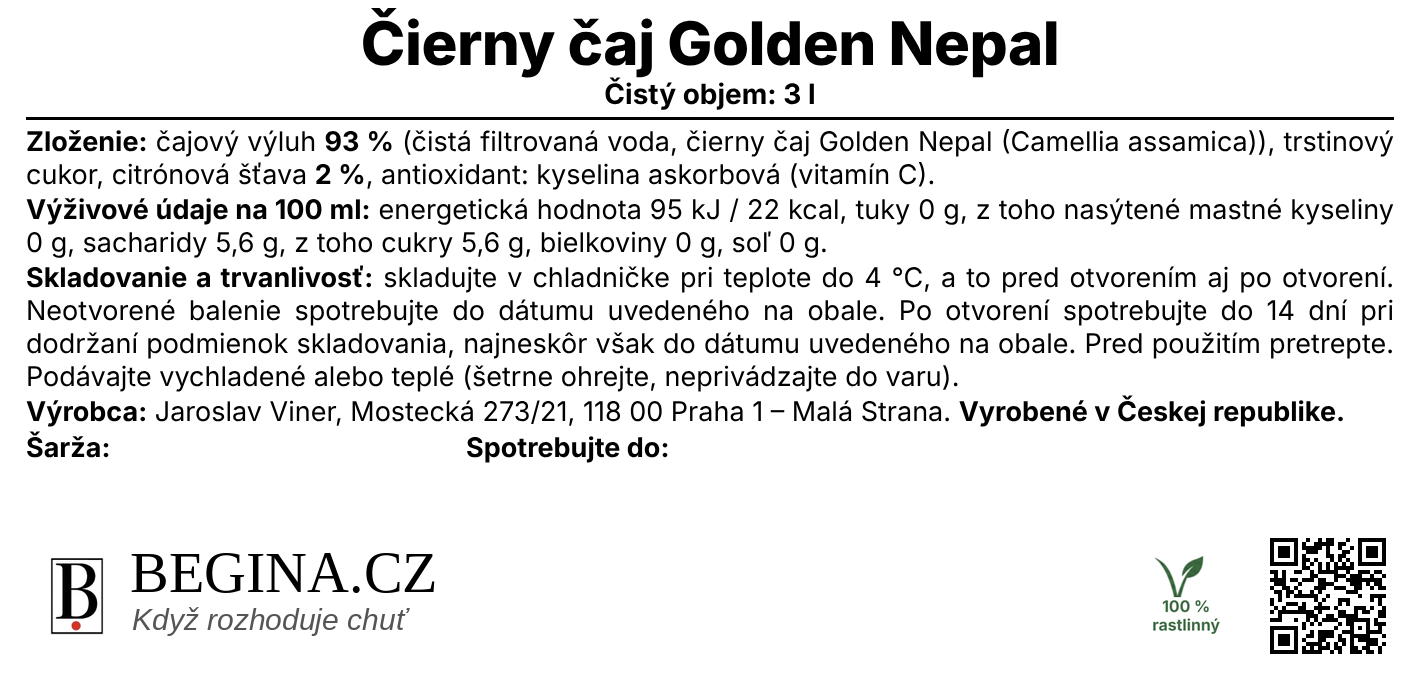 Čierny čaj Golden Nepal
Čistý objem: 3 l
Zloženie: čajový výluh 93 % (čistá filtrovaná voda, čierny čaj Golden Nepal (Camellia assamica)), trstinový
cukor, citrónová šťava 2 %, antioxidant: kyselina askorbová (vitamín C).
Výživové údaje na 100 ml: energetická hodnota 95 kJ / 22 kcal, tuky 0 g, z toho nasýtené mastné kyseliny
0 g, sacharidy 5,6 g, z toho cukry 5,6 g, bielkoviny 0 g, soľ 0 g.
Skladovanie a trvanlivosť: skladujte v chladničke pri teplote do 4 °C, a to pred otvorením aj po otvorení.
Neotvorené balenie spotrebujte do dátumu uvedeného na obale. Po otvorení spotrebujte do 14 dní pri
dodržaní podmienok skladovania, najneskôr však do dátumu uvedeného na obale. Pred použitím pretrepte.
Podávajte vychladené alebo teplé (šetrne ohrejte, neprivádzajte do varu).
Výrobca: Jaroslav Viner, Mostecká 273/21, 118 00 Praha 1 – Malá Strana. Vyrobené v Českej republike.
Šarža: Spotrebujte do:
B BEGINA.CZ
Když rozhoduje chuť
100 %
rastlinný